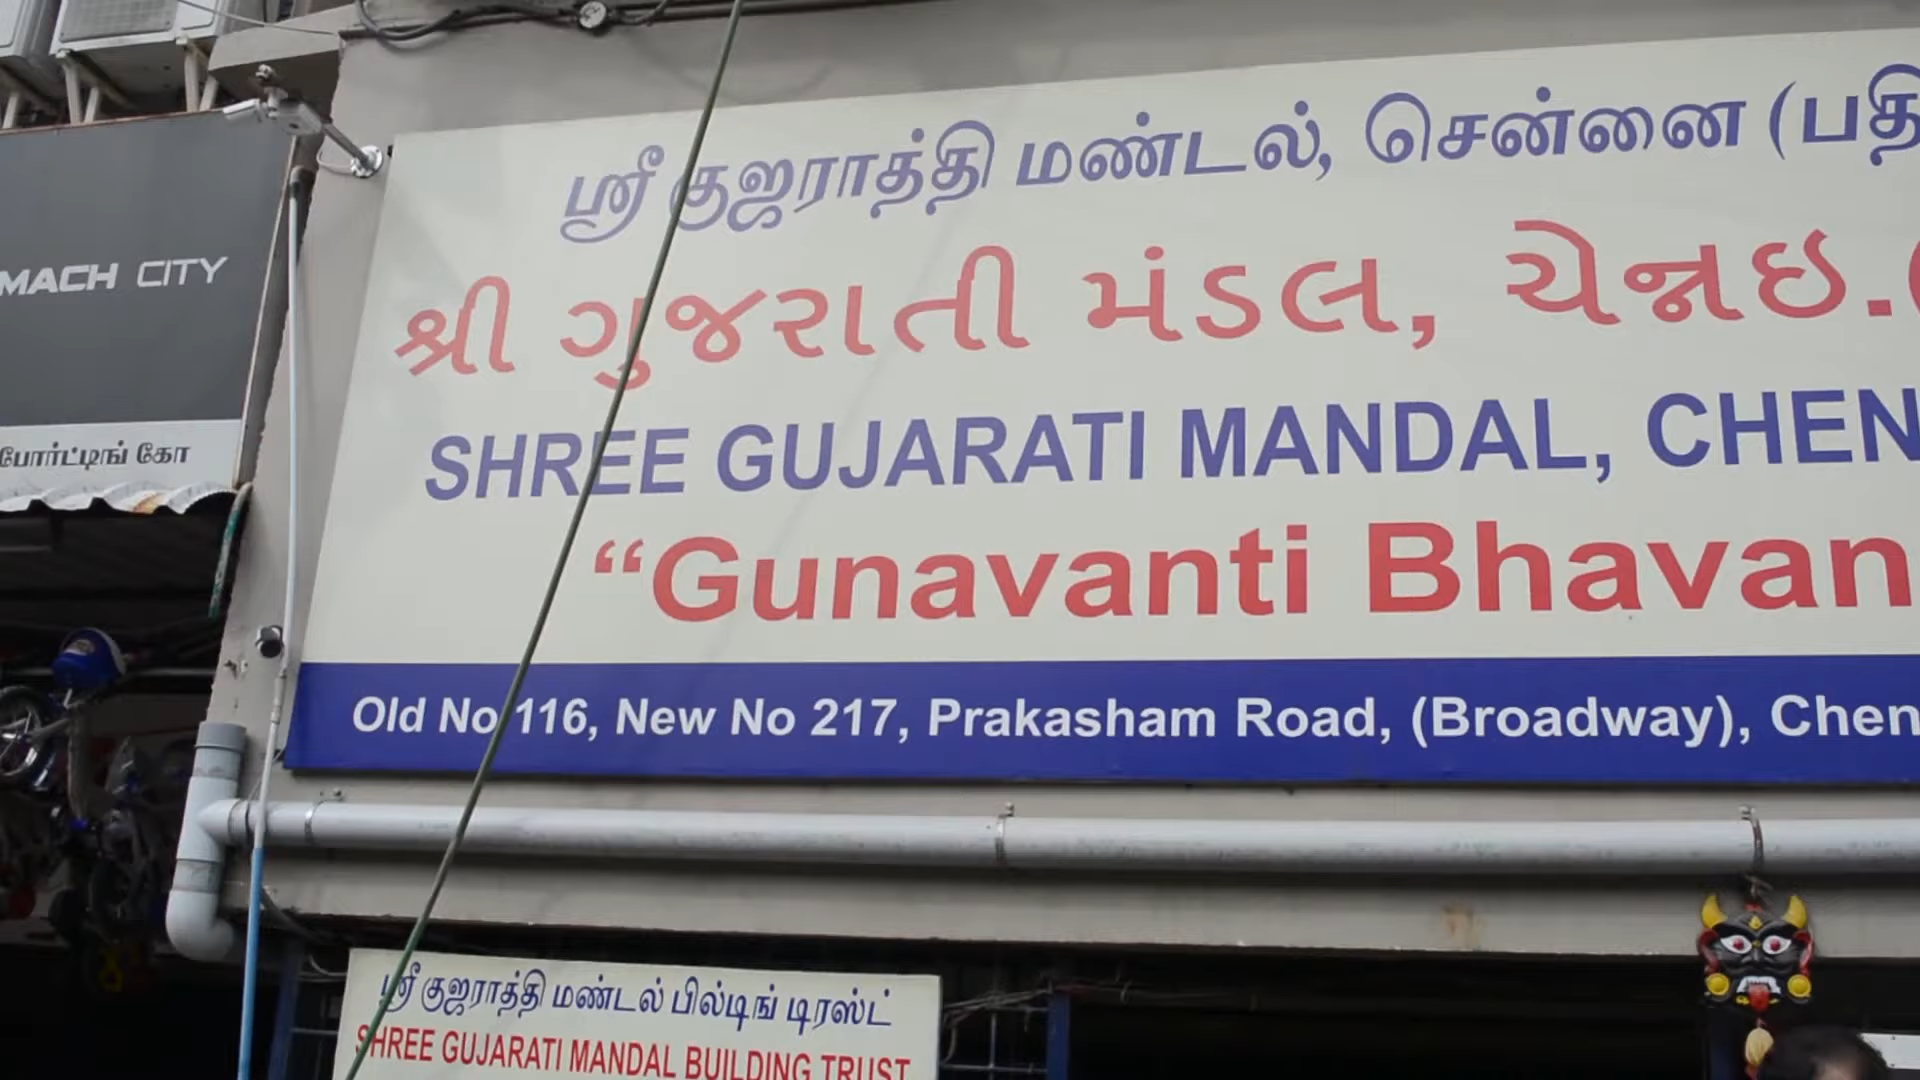 MACH CITY
போர்ட்டிங் கோ
ஸ்ரீ குஜராத்தி மண்டல், சென்னை (பதி
શ્રી ગુજરાતી મંડલ, ચેન્નઇ.(
SHREE GUJARATI MANDAL, CHEN
“Gunavanti Bhavan
Old No 116, New No 217, Prakasham Road, (Broadway), Chen
ஸ்ரீ குஜராத்தி மண்டல் பில்டிங் டிரஸ்ட்
SHREE GUJARATI MANDAL BUILDING TRUST